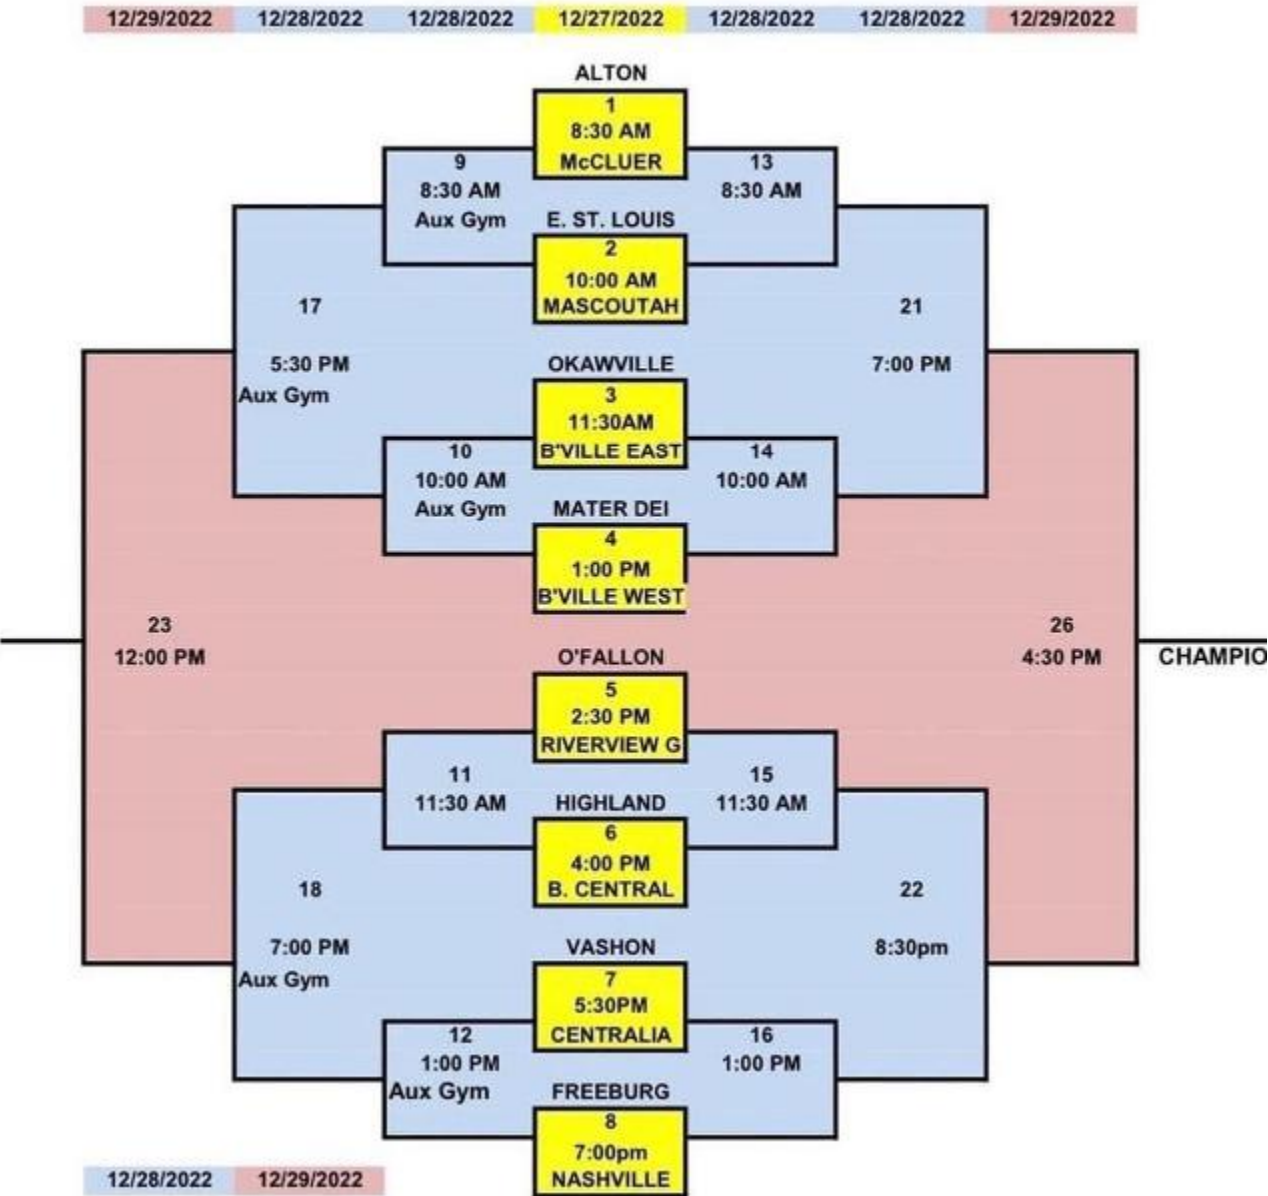 12/29/2022 12/28/2022 12/28/2022 12/27/2022 12/28/2022 12/28/2022 12/29/2022
ALTON
1
8:30 AM
9 McCLUER 13
8:30 AM 8:30 AM
Aux Gym E. ST. LOUIS
2
10:00 AM
17 MASCOUTAH 21
5:30 PM OKAWVILLE 7:00 PM
Aux Gym 3
11:30AM
10 B'VILLE EAST 14
10:00 AM 10:00 AM
Aux Gym MATER DEI
4
1:00 PM
B'VILLE WEST
23 26
12:00 PM O'FALLON 4:30 PM CHAMPIO
5
2:30 PM
RIVERVIEW G
11 15
11:30 AM HIGHLAND 11:30 AM
6
4:00 PM
18 B. CENTRAL 22
7:00 PM VASHON 8:30pm
Aux Gym 7
5:30PM
12 CENTRALIA 16
1:00 PM 1:00 PM
Aux Gym FREEBURG
8
7:00pm
12/28/2022 12/29/2022 NASHVILLE